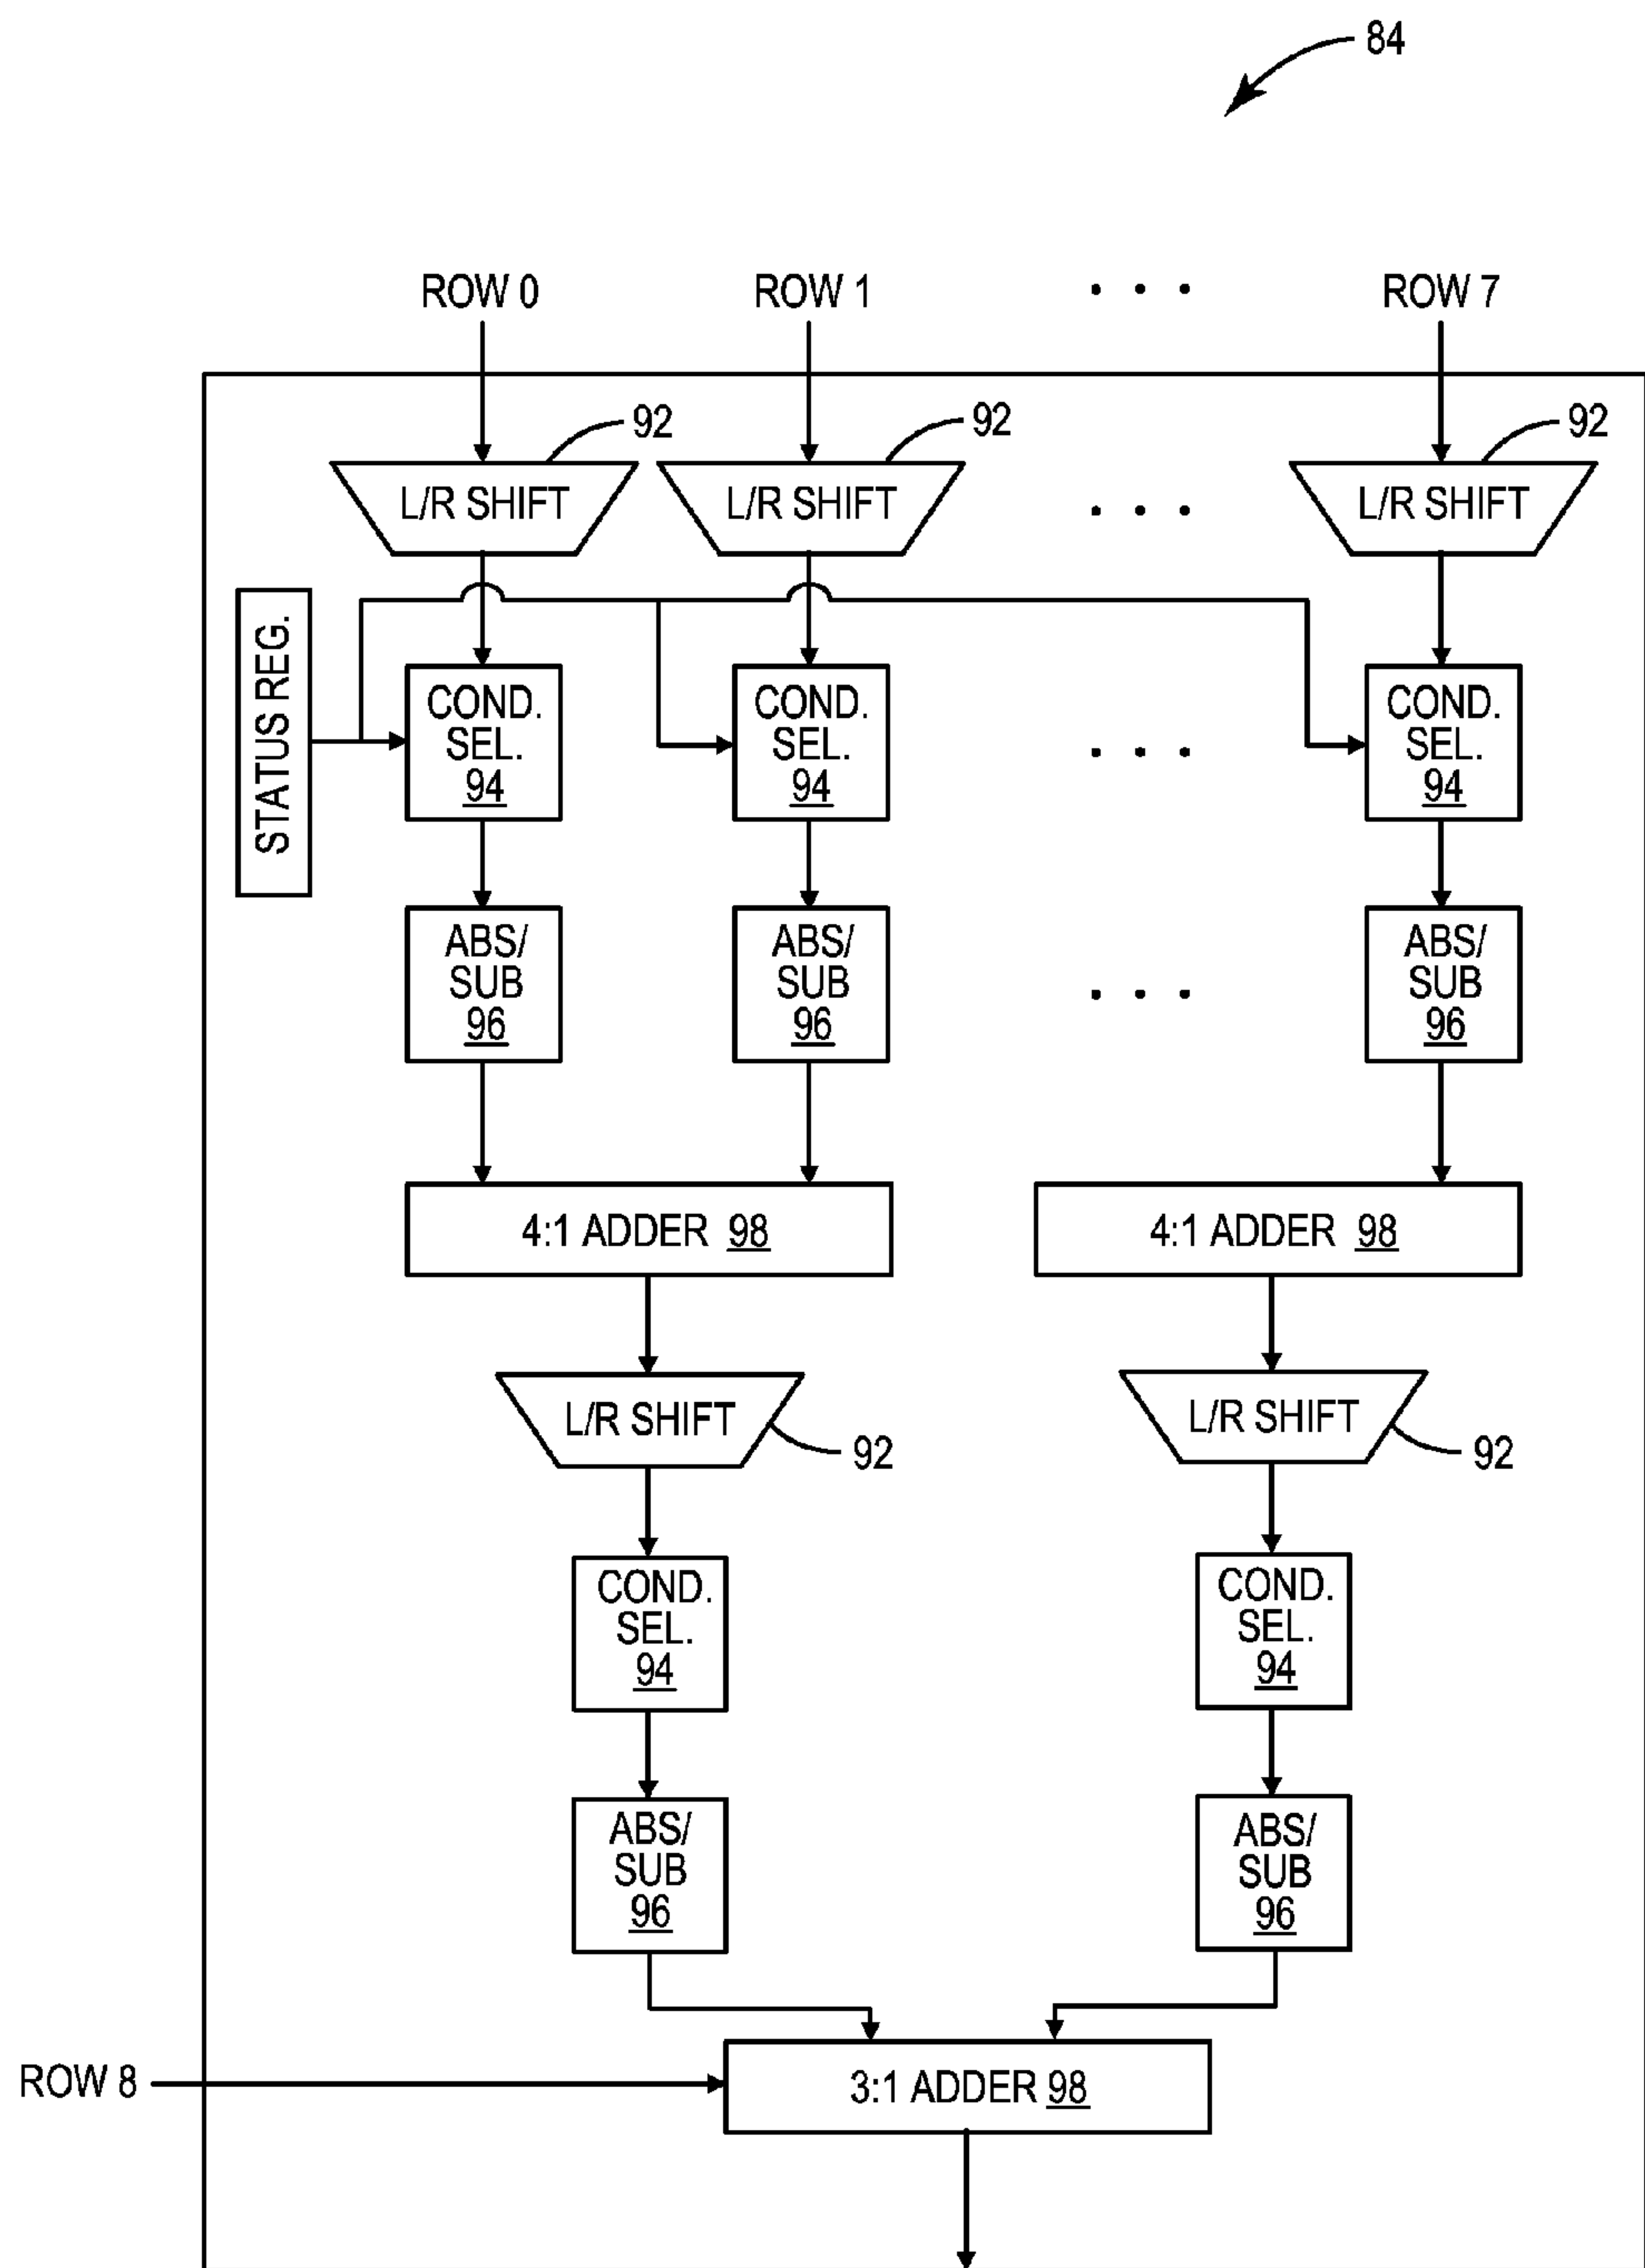 84
ROW 0
ROW 1
. . .
ROW 7
92
92
92
L/R SHIFT
L/R SHIFT
. . .
L/R SHIFT
STATUS REG.
COND.
SEL.
94
COND.
SEL.
94
. . .
COND.
SEL.
94
ABS/
SUB
96
ABS/
SUB
96
. . .
ABS/
SUB
96
4:1 ADDER 98
4:1 ADDER 98
L/R SHIFT
92
L/R SHIFT
92
COND.
SEL.
94
COND.
SEL.
94
ABS/
SUB
96
ABS/
SUB
96
ROW 8
3:1 ADDER 98